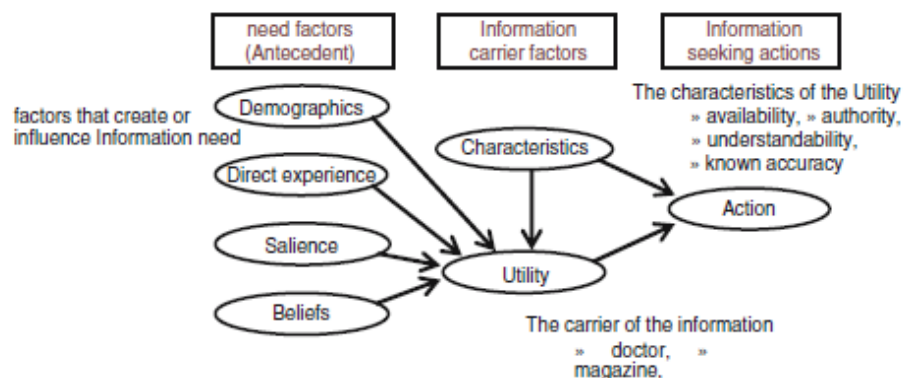 need factors
(Antecedent)
Information
carrier factors
Information
seeking actions
factors that create or
influence Information need
Demographics
Direct experience
Salience
Beliefs
Characteristics
Utility
The characteristics of the Utility
» availability, » authority,
» understandability,
» known accuracy
Action
The carrier of the information
» doctor, »
magazine,